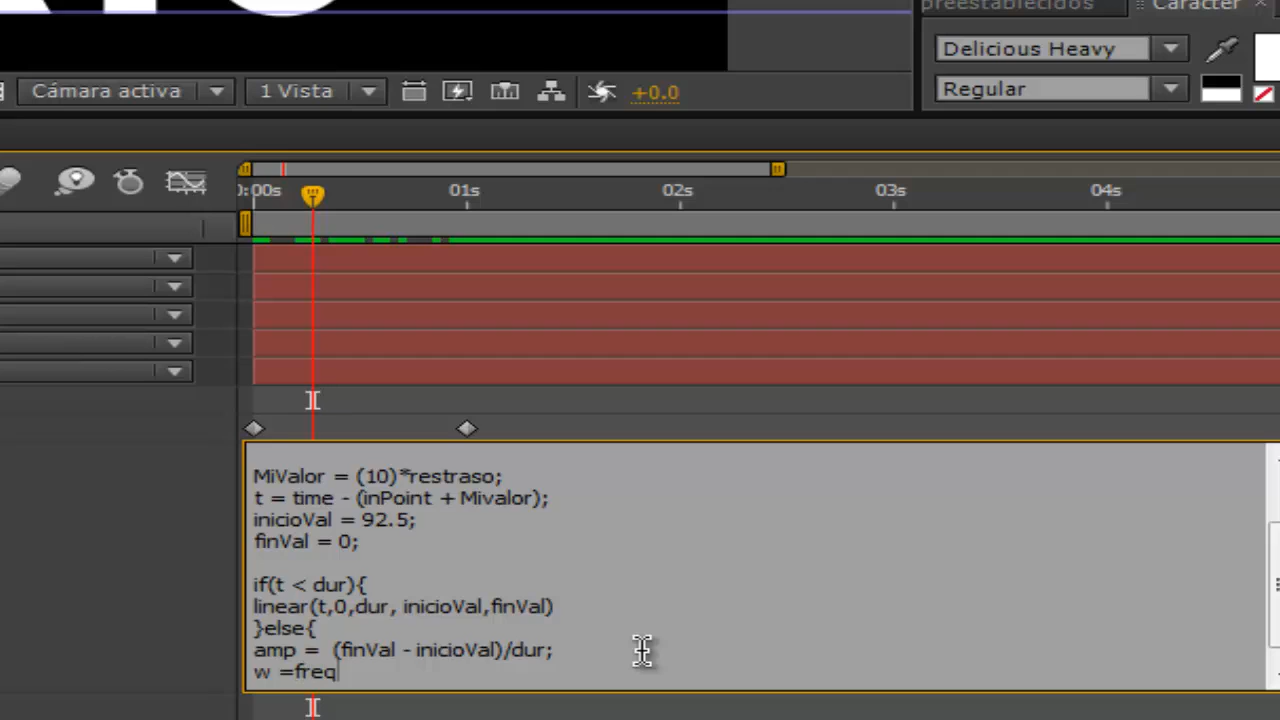 preestablecidos
Carácter
Delicious Heavy
Cámara activa
1 Vista
+0.0
Regular
0:00s
01s
02s
03s
04s
MiValor = (10)*restraso;
t = time - (inPoint + Mivalor);
inicioVal = 92.5;
finVal = 0;
if(t < dur){
linear(t,0,dur, inicioVal,finVal)
}else{
amp =  (finVal - inicioVal)/dur;
w =freq